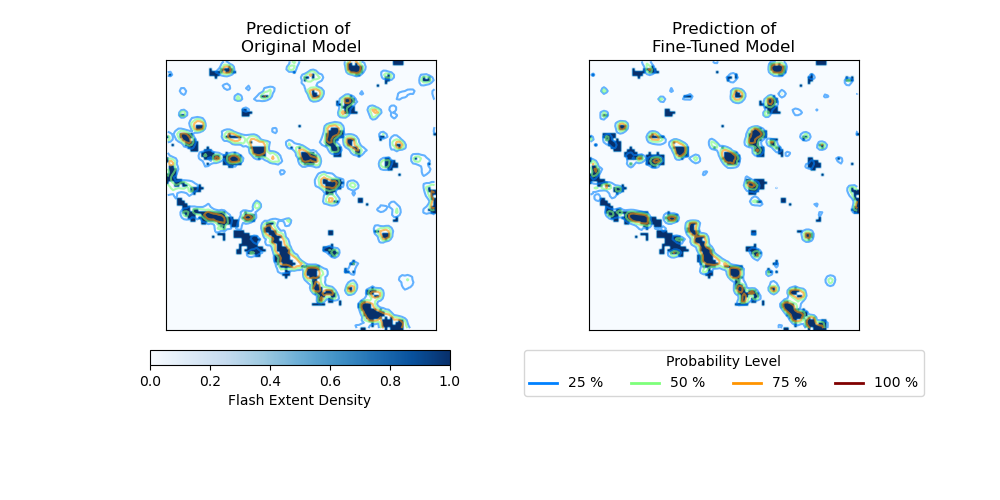 Prediction of
Original Model
Prediction of
Fine-Tuned Model
0.0 0.2 0.4 0.6 0.8 1.0
Flash Extent Density
Probability Level
25 % 50 % 75 % 100 %